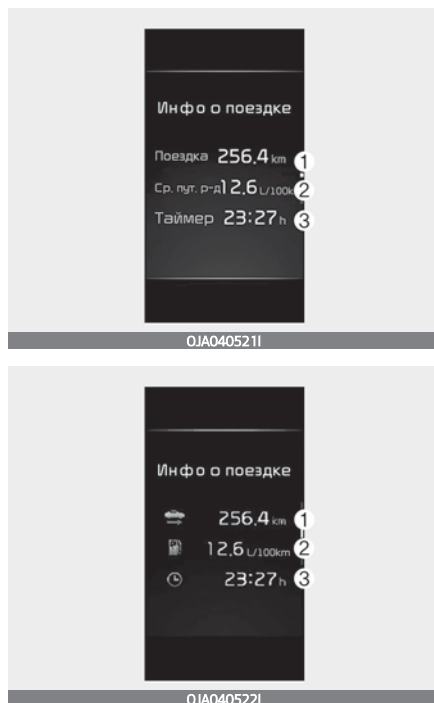 Инфо о поездке
Поездка 256.4 km 1
Ср. пут. р-д 12.6 L/100k 2
Таймер 23:27 h 3
OJA040521I
Инфо о поездке
256.4 km 1
12.6 L/100km 2
23:27 h 3
OJA040522L